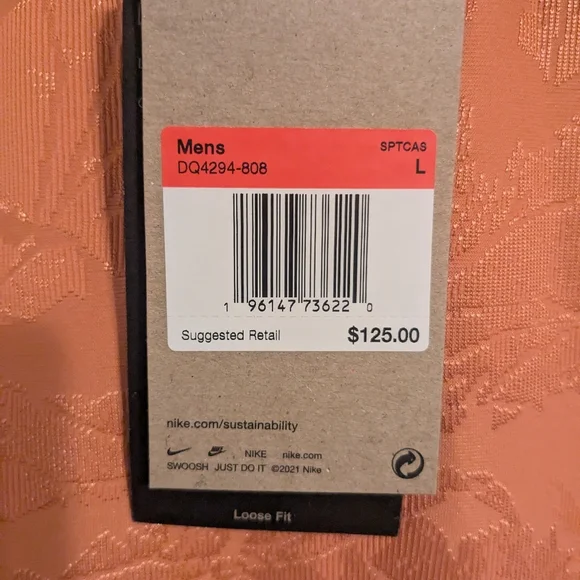 Mens SPTCAS
DQ4294-808 L
1 96147 73622 0
Suggested Retail $125.00
nike.com/sustainability
NIKE nike.com
SWOOSH JUST DO IT ©2021 Nike
Loose Fit